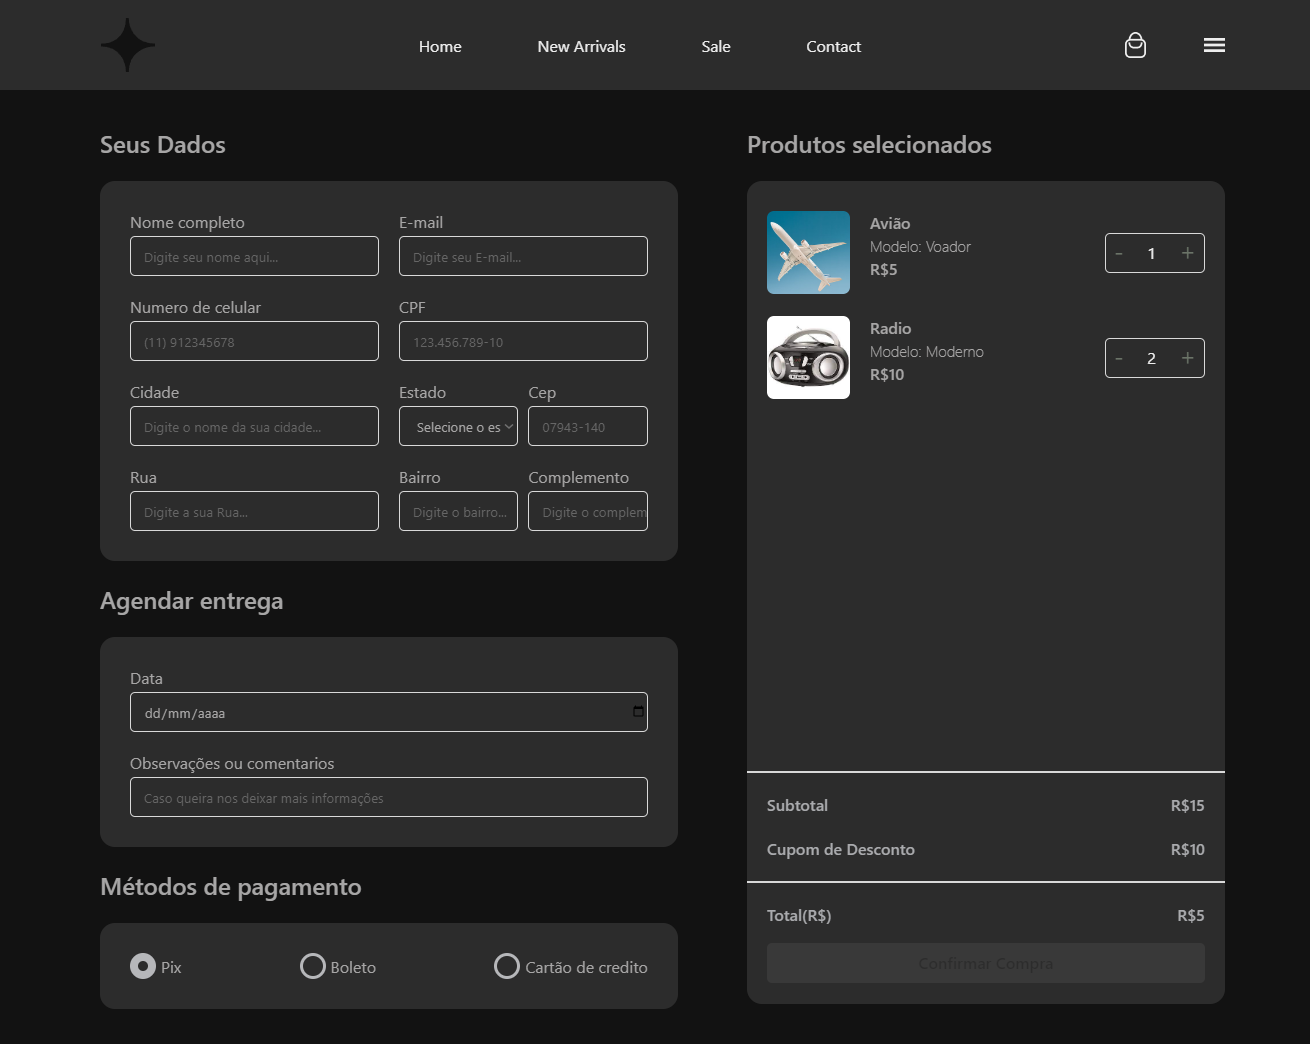 Home New Arrivals Sale Contact
Seus Dados
Nome completo E-mail
Digite seu nome aqui... Digite seu E-mail...
Numero de celular CPF
(11) 912345678 123.456.789-10
Cidade Estado Cep
Digite o nome da sua cidade... Selecione o es 07943-140
Rua Bairro Complemento
Digite a sua Rua... Digite o bairro... Digite o complem
Agendar entrega
Data
dd/mm/aaaa
Observações ou comentarios
Caso queira nos deixar mais informações
Métodos de pagamento
Pix Boleto Cartão de credito
Produtos selecionados
Avião
Modelo: Voador
R$5
- 1 +
Radio
Modelo: Moderno
R$10
- 2 +
Subtotal R$15
Cupom de Desconto R$10
Total(R$) R$5
Confirmar Compra